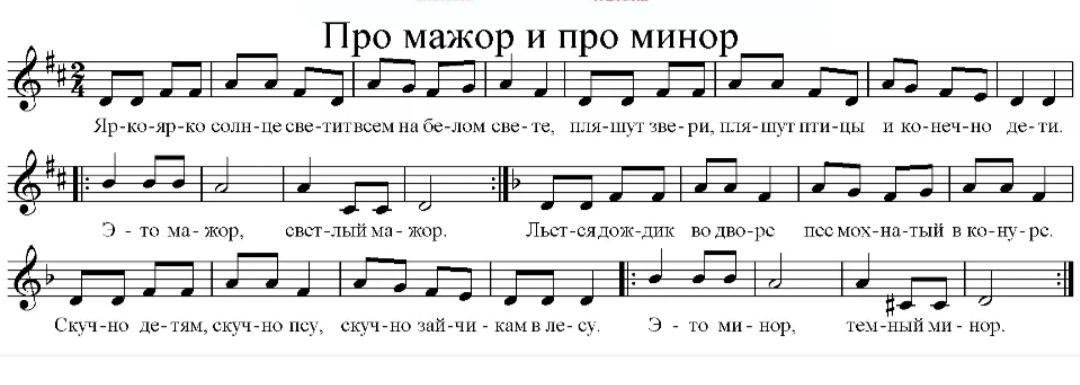 Про мажор и про минор
2
4
Яр-ко-яр-ко солн-це све-тит всем на бе-лом све-те, пля-шут зве-ри, пля-шут пти-цы и ко-неч-но де-ти.
Э - то ма-жор, свет-лый ма-жор. Льет-ся дож-дик во дво-ре пес мох-на-тый в ко-ну-ре.
Скуч-но де-тям, скуч-но псу, скуч-но зай-чи-кам в ле-су. Э - то ми-нор, тем-ный ми-нор.